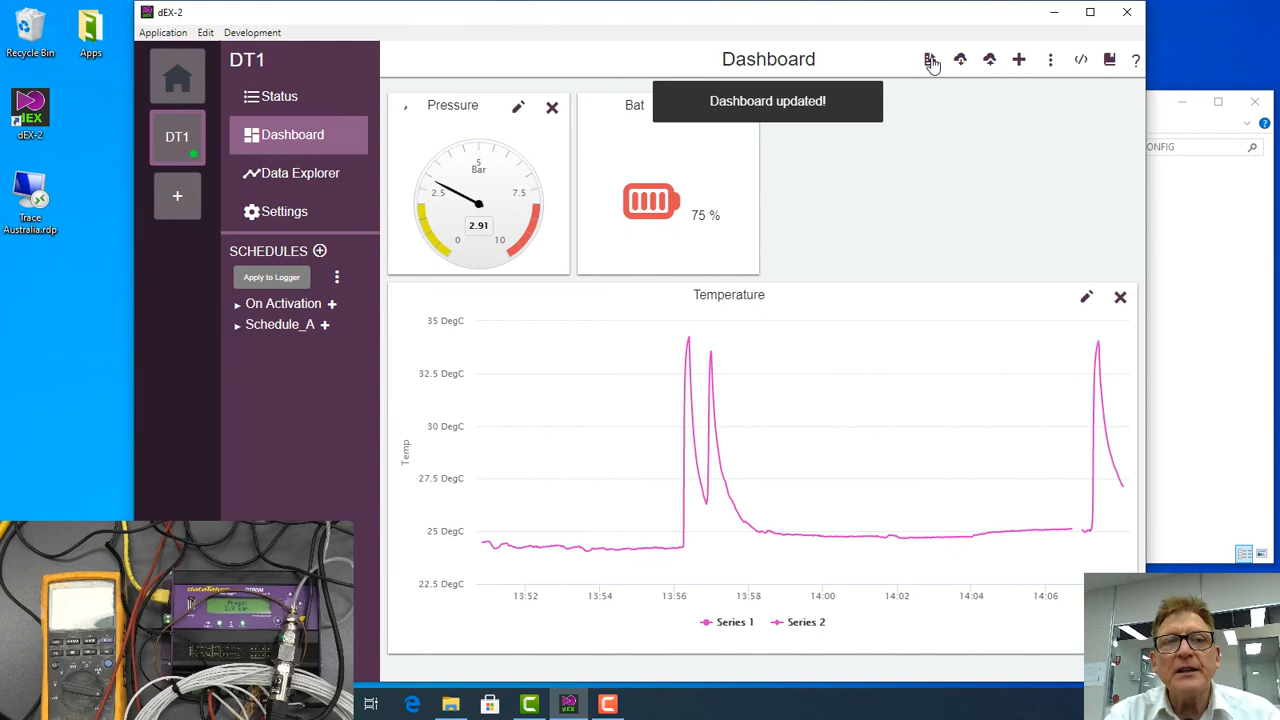 Recycle Bin
Apps
dEX
dEX-2
Trace
Australia.rdp
dEX-2
Application Edit Development
DT1
+
DT1
Status
Dashboard
Data Explorer
Settings
SCHEDULES
Apply to Logger
On Activation +
Schedule_A +
Dashboard
</>
?
Dashboard updated!
Pressure
5
Bar
2.5
7.5
2.91
0
10
Bat
75 %
Temperature
35 DegC
32.5 DegC
30 DegC
27.5 DegC
25 DegC
22.5 DegC
Temp
13:52
13:54
13:56
13:58
14:00
14:02
14:04
14:06
Series 1
Series 2
ONFIG
dataTaker